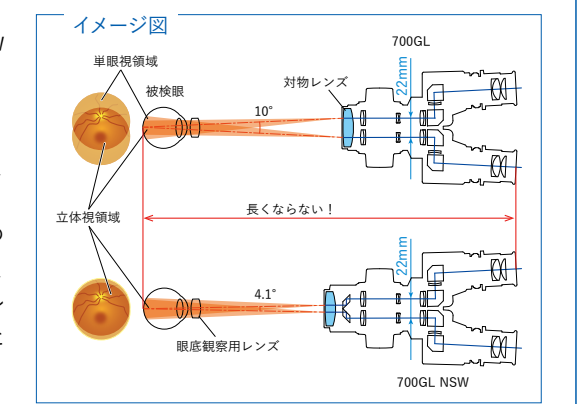 イメージ図
700GL
単眼視領域
被検眼
対物レンズ
22mm
10°
立体視領域
長くならない！
22mm
4.1°
眼底観察用レンズ
700GL NSW